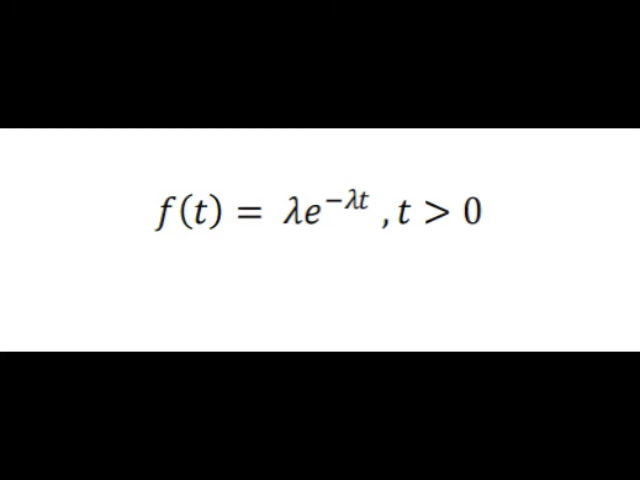 f(t) = λe^{−λt} , t > 0